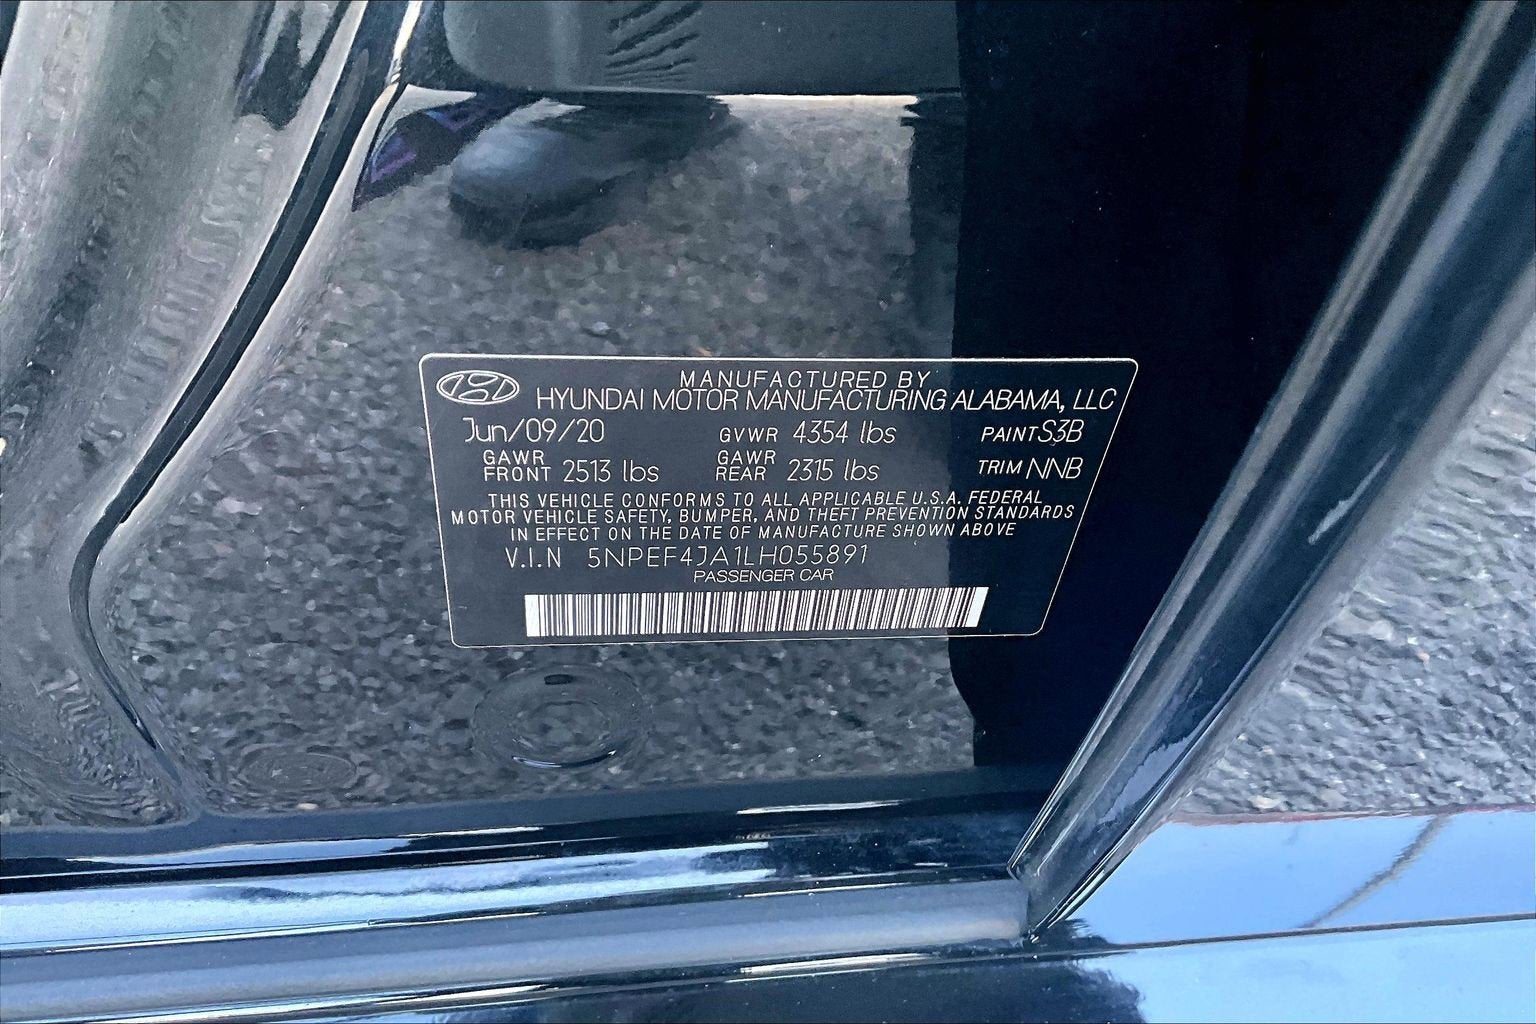 MANUFACTURED BY
HYUNDAI MOTOR MANUFACTURING ALABAMA, LLC
Jun/09/20 GVWR 4354 lbs PAINT S3B
GAWR FRONT 2513 lbs GAWR REAR 2315 lbs TRIM NNB
THIS VEHICLE CONFORMS TO ALL APPLICABLE U.S.A. FEDERAL
MOTOR VEHICLE SAFETY, BUMPER, AND THEFT PREVENTION STANDARDS
IN EFFECT ON THE DATE OF MANUFACTURE SHOWN ABOVE
V.I.N 5NPEF4JA1LH055891
PASSENGER CAR